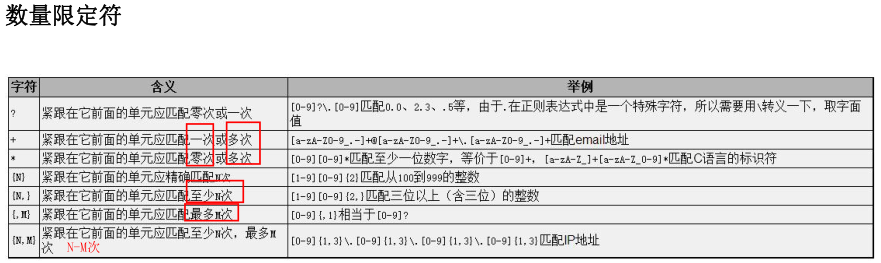 数量限定符
字符 含义 举例
? 紧跟在它前面的单元应匹配零次或一次 [0-9]?\.[0-9]匹配0.0、2.3、.5等，由于.在正则表达式中是一个特殊字符，所以需要用\转义一下，取字面
值
+ 紧跟在它前面的单元应匹配一次或多次 [a-zA-Z0-9_.-]+@[a-zA-Z0-9_.-]+\.[a-zA-Z0-9_.-]+匹配email地址
* 紧跟在它前面的单元应匹配零次或多次 [0-9][0-9]*匹配至少一位数字，等价于[0-9]+，[a-zA-Z_]+[a-zA-Z_0-9]*匹配C语言的标识符
{N} 紧跟在它前面的单元应精确匹配N次 [1-9][0-9]{2}匹配从100到999的整数
{N,} 紧跟在它前面的单元应匹配至少N次 [1-9][0-9]{2,}匹配三位以上（含三位）的整数
{,M} 紧跟在它前面的单元应匹配最多M次 [0-9]{,1}相当于[0-9]?
{N,M} 紧跟在它前面的单元应匹配至少N次，最多M
次 N-M次 [0-9]{1,3}\.[0-9]{1,3}\.[0-9]{1,3}\.[0-9]{1,3}匹配IP地址